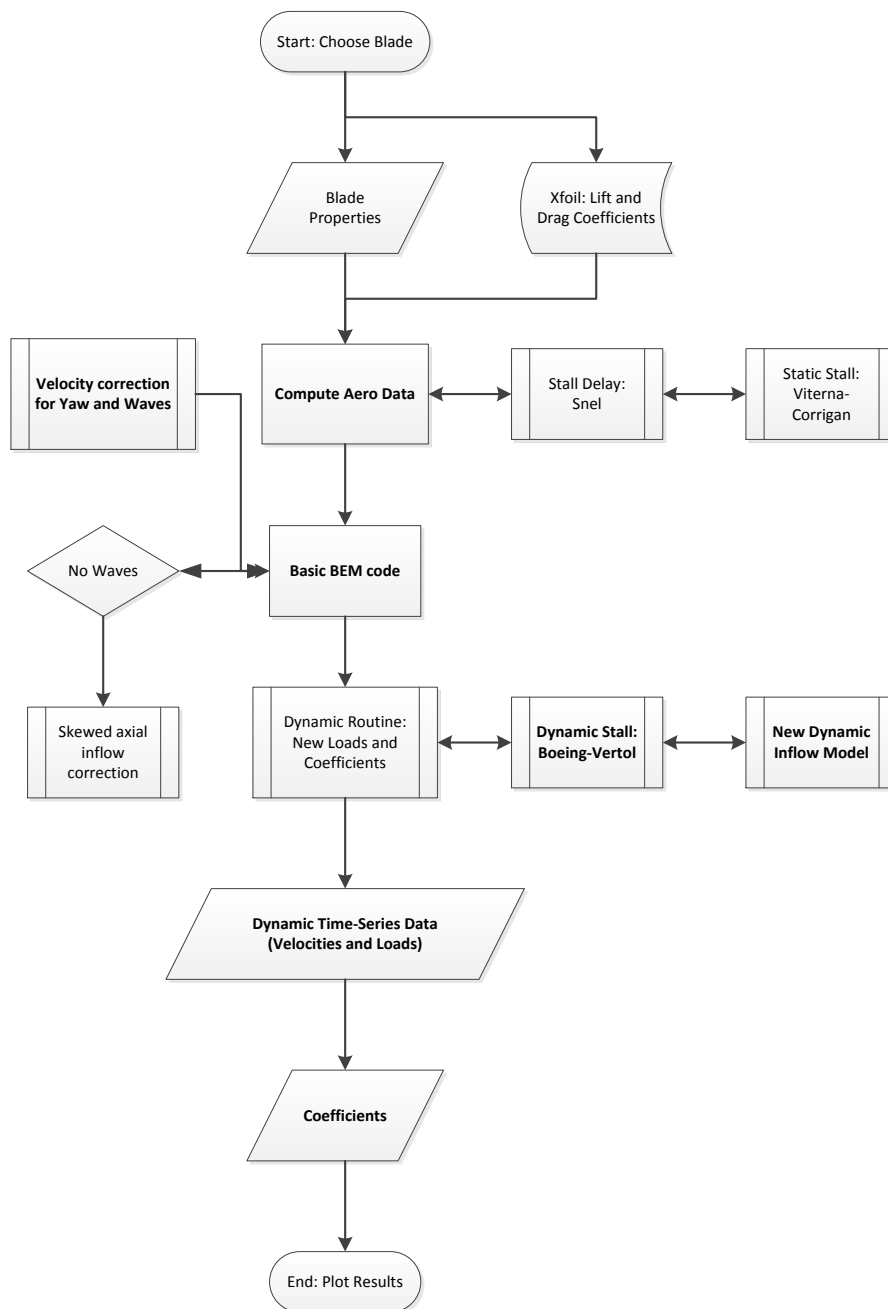 Start: Choose Blade
Blade
Properties
Xfoil: Lift and
Drag Coefficients
Velocity correction
for Yaw and Waves
Compute Aero Data
Stall Delay:
Snel
Static Stall:
Viterna-
Corrigan
No Waves
Basic BEM code
Skewed axial
inflow
correction
Dynamic Routine:
New Loads and
Coefficients
Dynamic Stall:
Boeing-Vertol
New Dynamic
Inflow Model
Dynamic Time-Series Data
(Velocities and Loads)
Coefficients
End: Plot Results